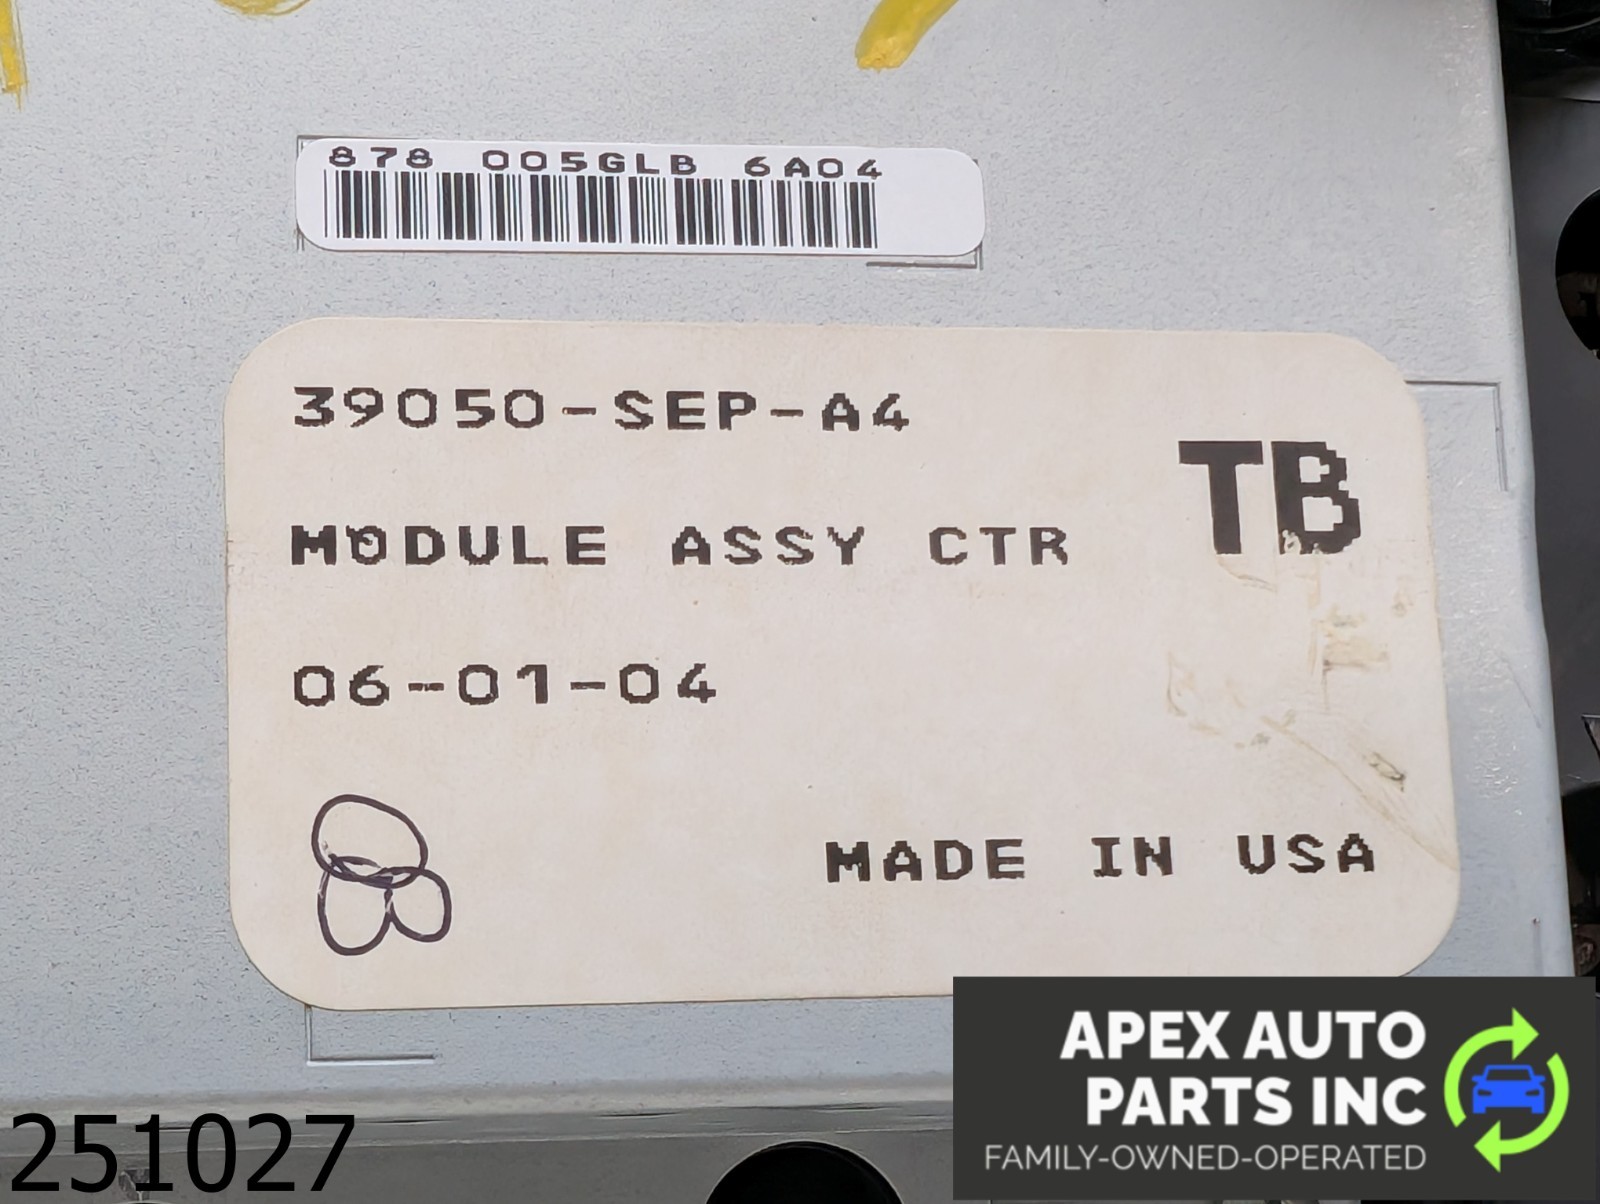 878 005GLB 6A04
39050-SEP-A4
TB
MODULE ASSY CTR
06-01-04
MADE IN USA
APEX AUTO
PARTS INC
FAMILY-OWNED-OPERATED
251027